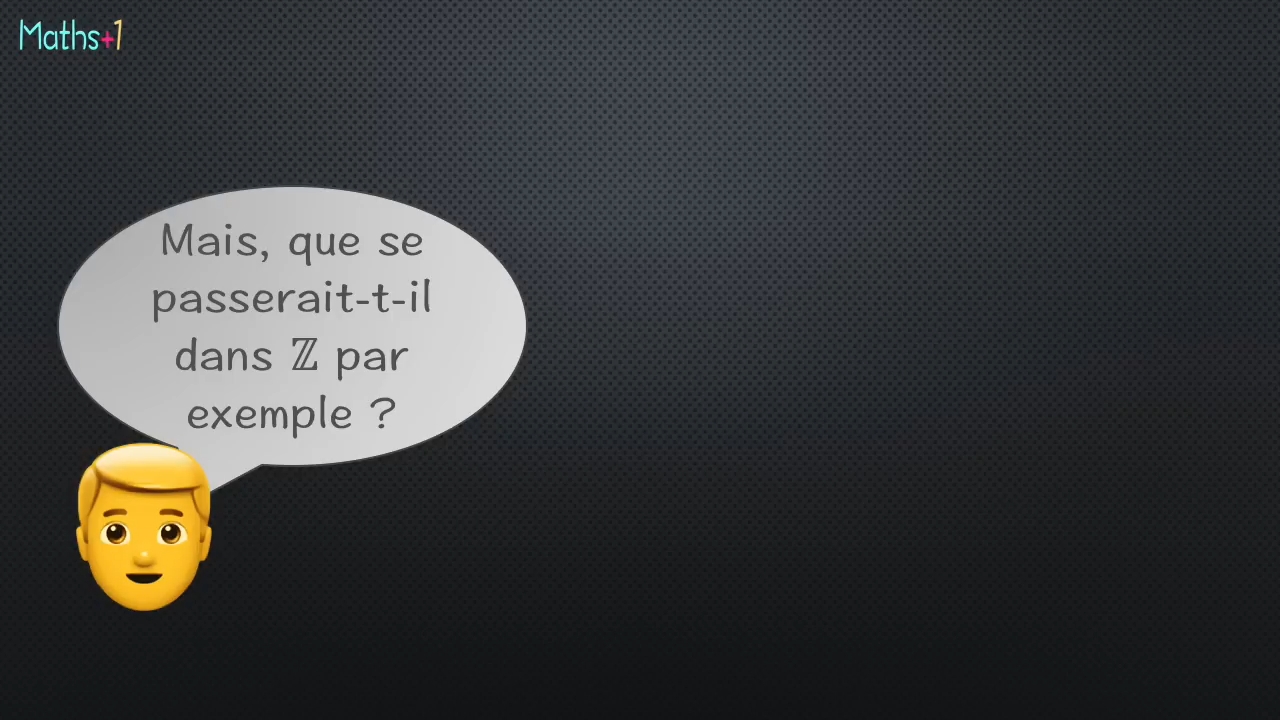 Maths+1
Mais, que se
passerait-t-il
dans ℤ par
exemple ?